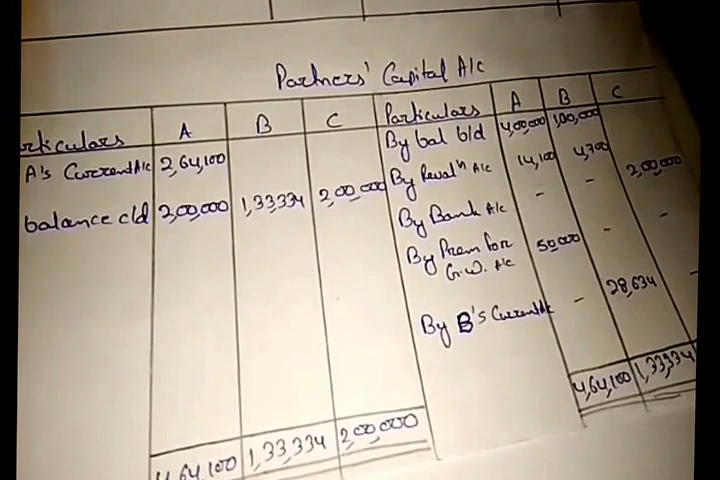 Partners' Capital A/c
rticulars A B C Particulars A B C
A's Current A/c 2,64,100 By bal b/d 4,00,000 1,00,000
balance c/d 2,00,000 1,33,334 2,00,000 By Revalⁿ A/c 14,100 4,700
By Bank A/c - - 2,00,000
By Prem for G.W. A/c 50,000 - -
By B's Current A/c - 28,634 -
4,64,100 1,33,334 2,00,000 4,64,100 1,33,334